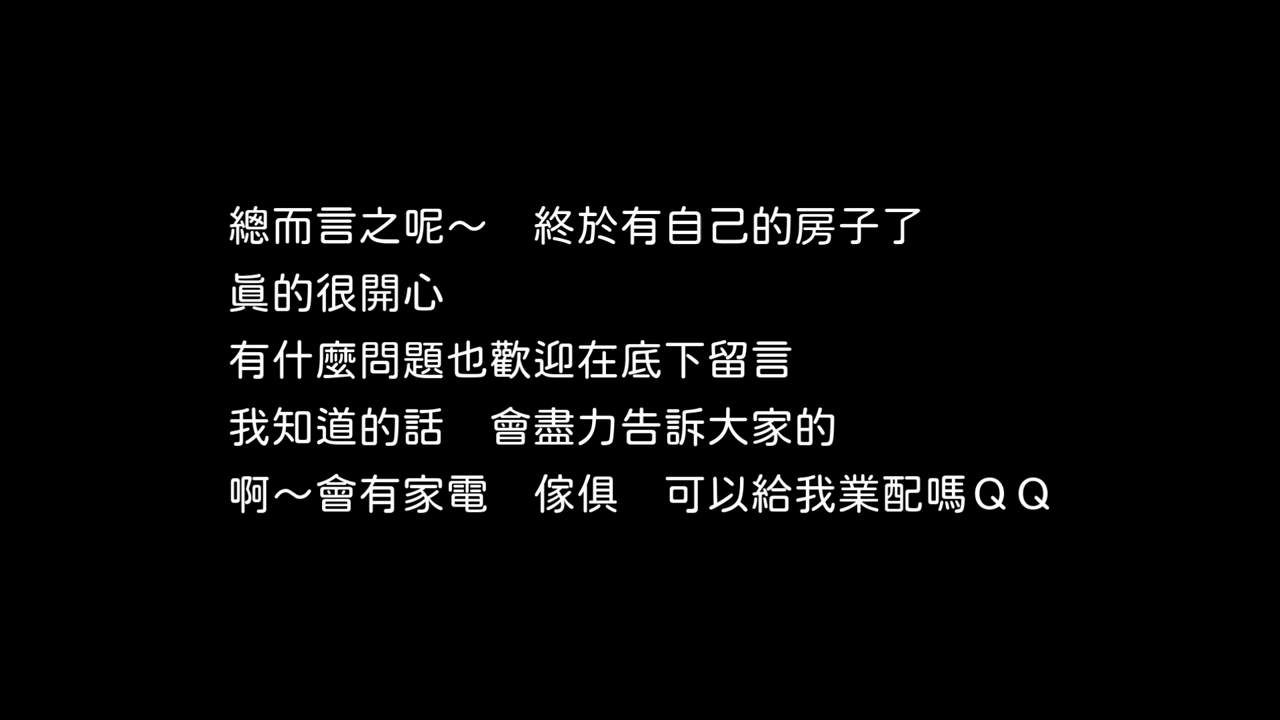 總而言之呢～　終於有自己的房子了
眞的很開心
有什麼問題也歡迎在底下留言
我知道的話　會盡力告訴大家的
啊～會有家電　傢俱　可以給我業配嗎ＱＱ